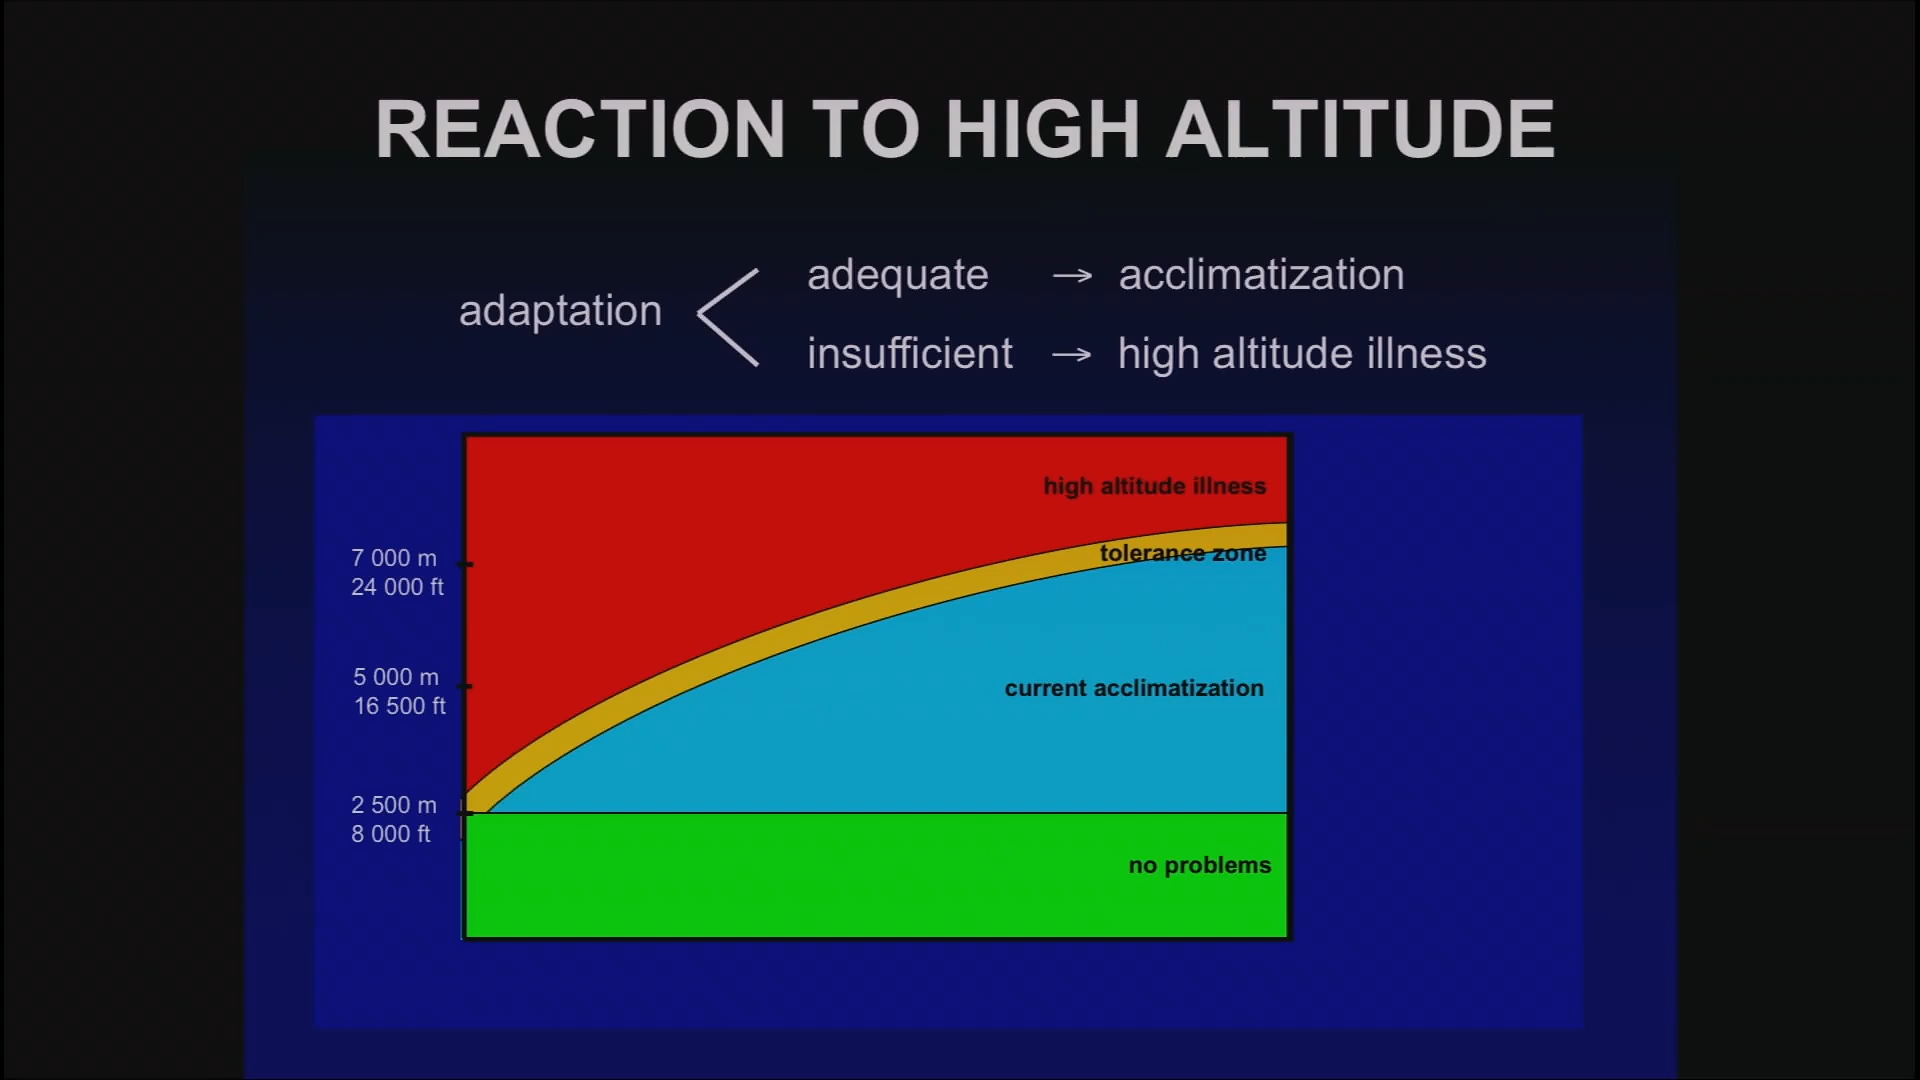 REACTION TO HIGH ALTITUDE
adaptation
adequate → acclimatization
insufficient → high altitude illness
high altitude illness
tolerance zone
7 000 m
24 000 ft
5 000 m
16 500 ft
current acclimatization
2 500 m
8 000 ft
no problems